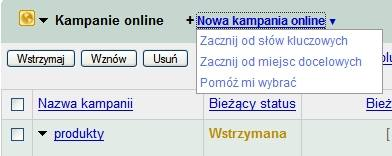 Kampanie online + Nowa kampania online
Zacznij od słów kluczowych
Zacznij od miejsc docelowych
Pomóż mi wybrać
Wstrzymaj Wznów Usuń
Nazwa kampanii Bieżący status
produkty Wstrzymana [